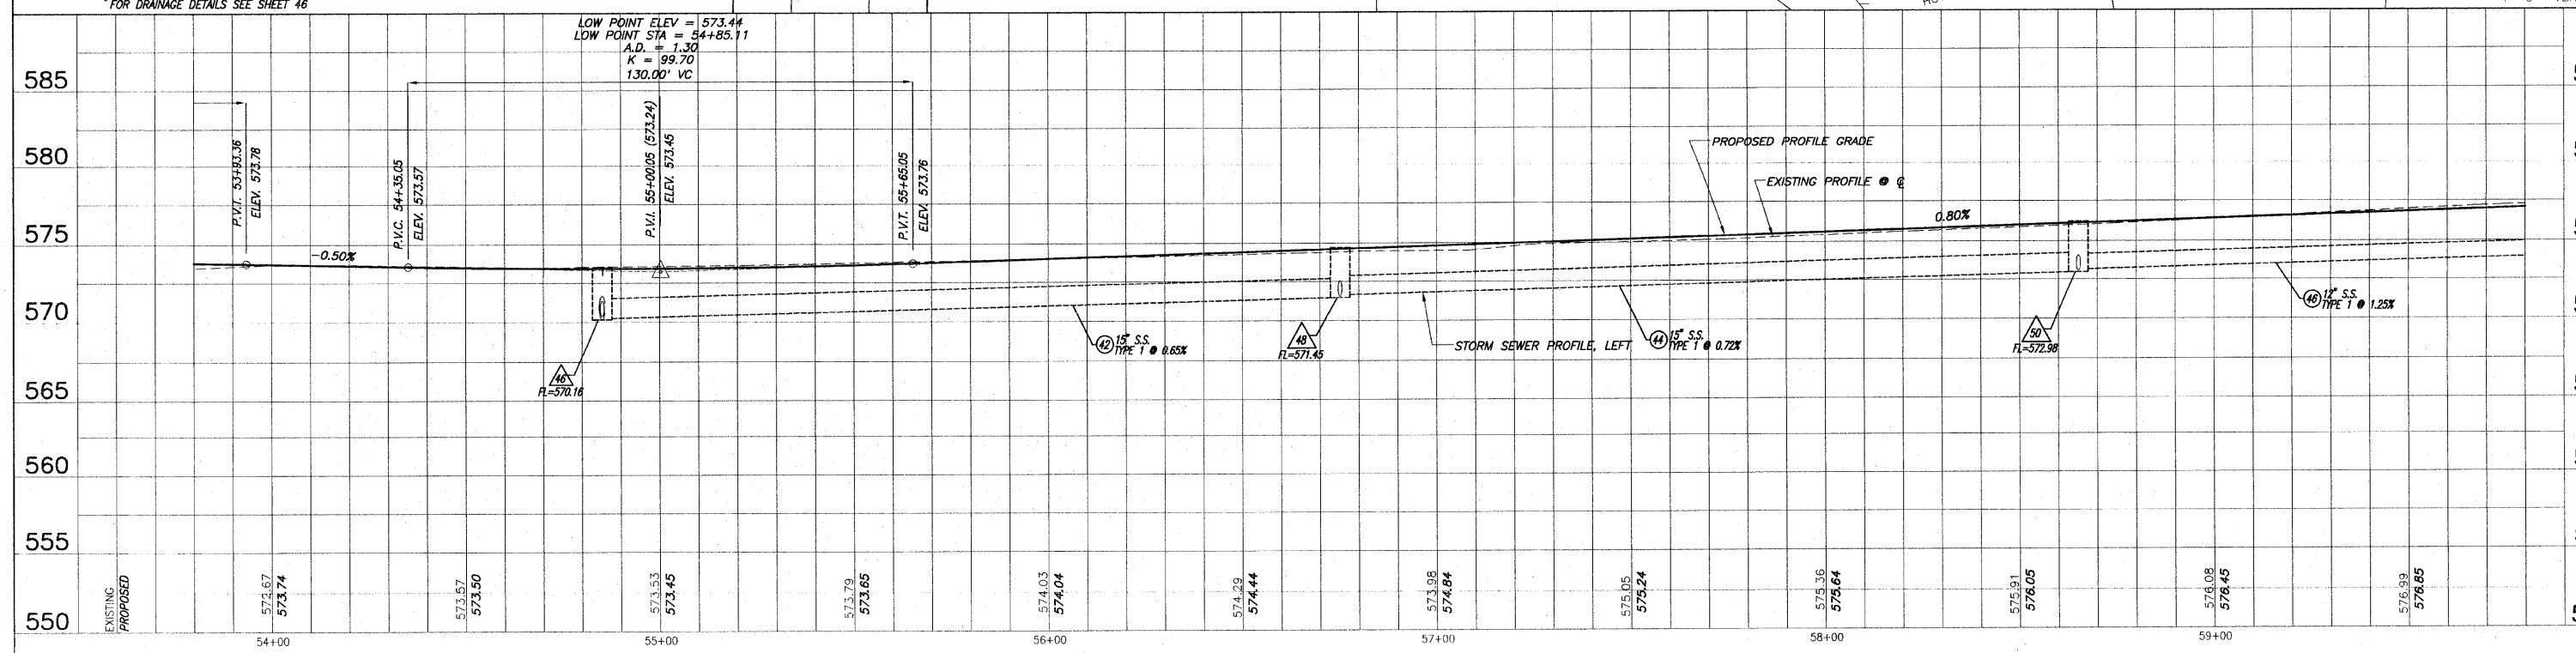 FOR DRAINAGE DETAILS SEE SHEET 46
LOW POINT ELEV = 573.44
LOW POINT STA = 54+85.11
A.D. = 1.30
K = 99.70
130.00' VC
585
580
575
570
565
560
555
550
P.V.T. 53+93.36
ELEV. 573.78
-0.50%
P.V.C. 54+35.05
ELEV. 573.57
P.V.I. 55+00.05 (573.24)
ELEV. 573.45
P.V.T. 55+65.05
ELEV. 573.76
PROPOSED PROFILE GRADE
EXISTING PROFILE @ ℄
0.80%
46
FL=570.16
42 15" S.S.
TYPE 1 @ 0.65%
48
FL=571.45
STORM SEWER PROFILE, LEFT
44 15" S.S.
TYPE 1 @ 0.72%
50
FL=572.98
46 12" S.S.
TYPE 1 @ 1.25%
EXISTING
PROPOSED
572.67
573.74
573.57
573.50
573.53
573.45
573.79
573.65
574.03
574.04
574.29
574.44
573.98
574.84
575.05
575.24
575.36
575.64
575.91
576.05
576.08
576.45
576.99
576.85
54+00
55+00
56+00
57+00
58+00
59+00